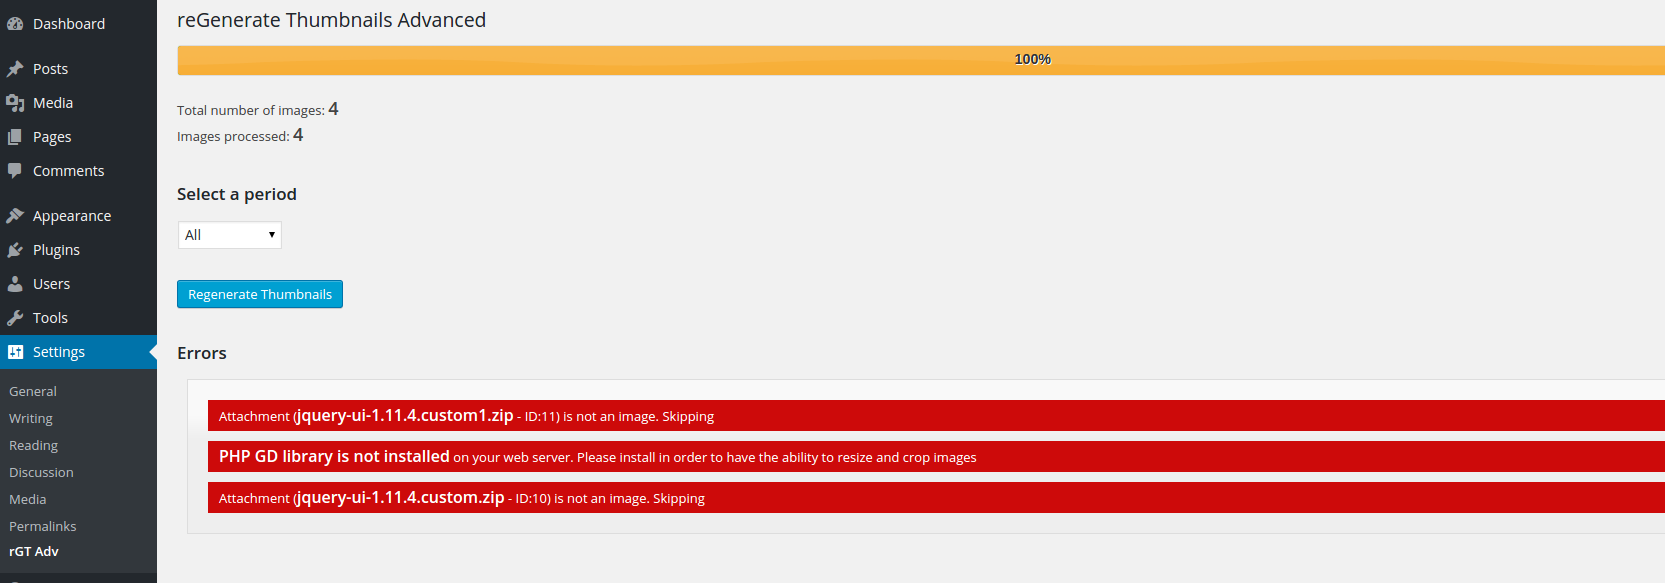 Dashboard
Posts
Media
Pages
Comments
Appearance
Plugins
Users
Tools
Settings
General
Writing
Reading
Discussion
Media
Permalinks
rGT Adv
reGenerate Thumbnails Advanced
100%
Total number of images: 4
Images processed: 4
Select a period
All
Regenerate Thumbnails
Errors
Attachment (jquery-ui-1.11.4.custom1.zip - ID:11) is not an image. Skipping
PHP GD library is not installed on your web server. Please install in order to have the ability to resize and crop images
Attachment (jquery-ui-1.11.4.custom.zip - ID:10) is not an image. Skipping